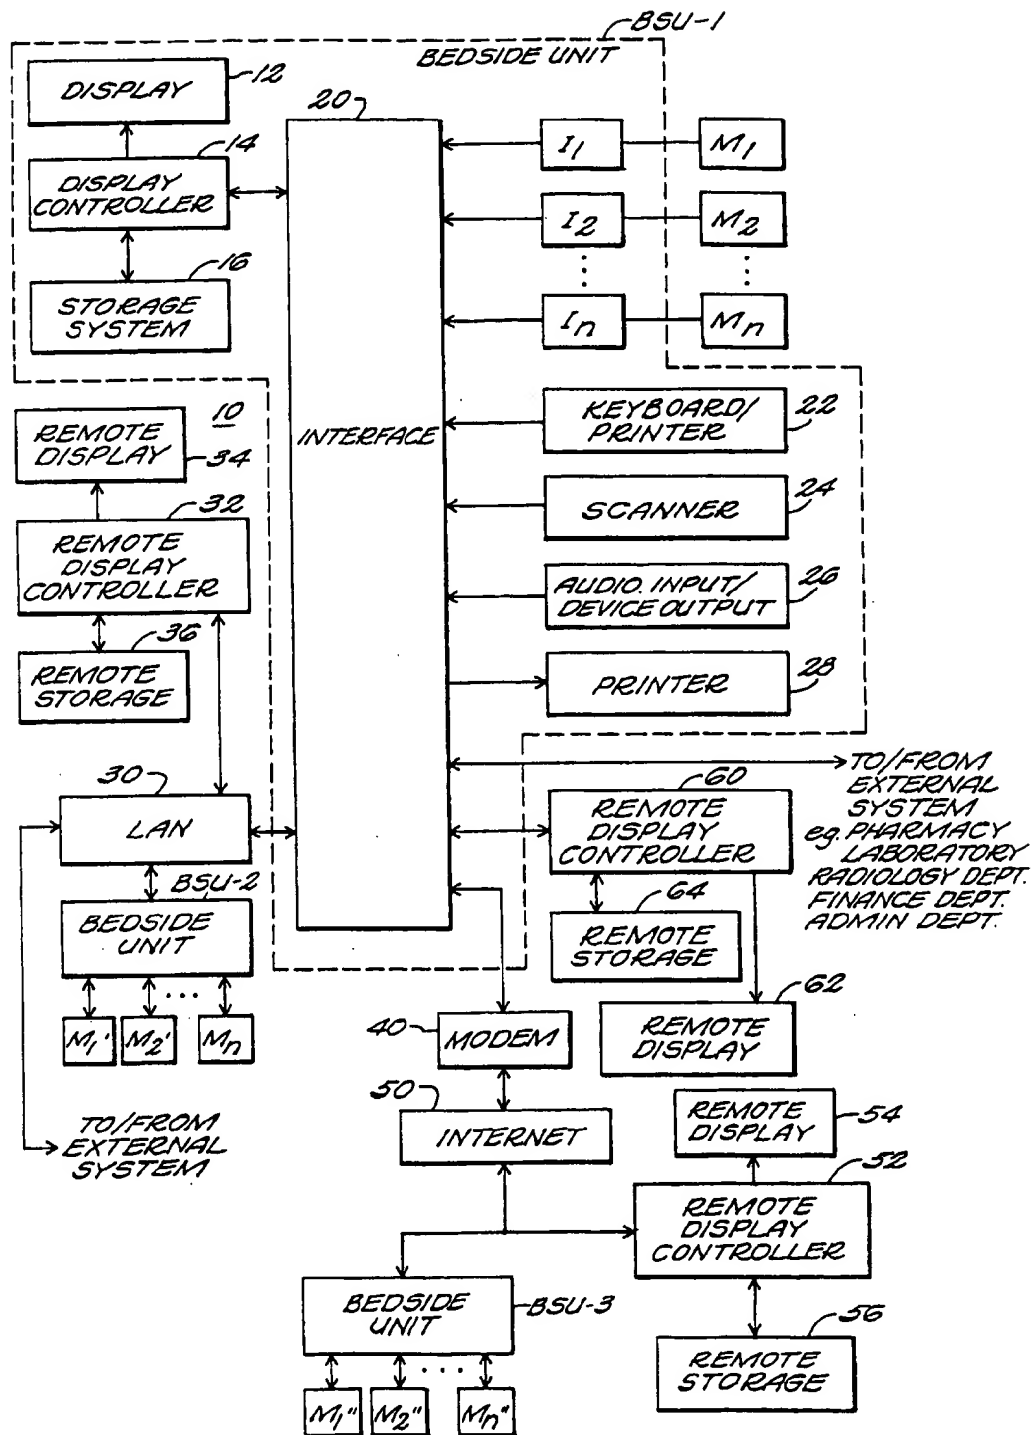 BSU-1
BEDSIDE UNIT
DISPLAY
12
20
14
DISPLAY
CONTROLLER
16
STORAGE
SYSTEM
I1
M1
I2
M2
In
Mn
INTERFACE
KEYBOARD/
PRINTER
22
SCANNER
24
AUDIO. INPUT/
DEVICE OUTPUT
26
PRINTER
28
10
REMOTE
DISPLAY
34
32
REMOTE
DISPLAY
CONTROLLER
36
REMOTE
STORAGE
30
LAN
BSU-2
BEDSIDE
UNIT
M1' M2' ... Mn
TO/FROM
EXTERNAL
SYSTEM
TO/FROM
EXTERNAL
SYSTEM
eg. PHARMACY
LABORATORY
RADIOLOGY DEPT.
FINANCE DEPT.
ADMIN DEPT.
60
REMOTE
DISPLAY
CONTROLLER
64
REMOTE
STORAGE
62
REMOTE
DISPLAY
40
MODEM
50
INTERNET
REMOTE
DISPLAY
54
52
REMOTE
DISPLAY
CONTROLLER
56
REMOTE
STORAGE
BEDSIDE
UNIT
BSU-3
M1" M2" .... Mn"